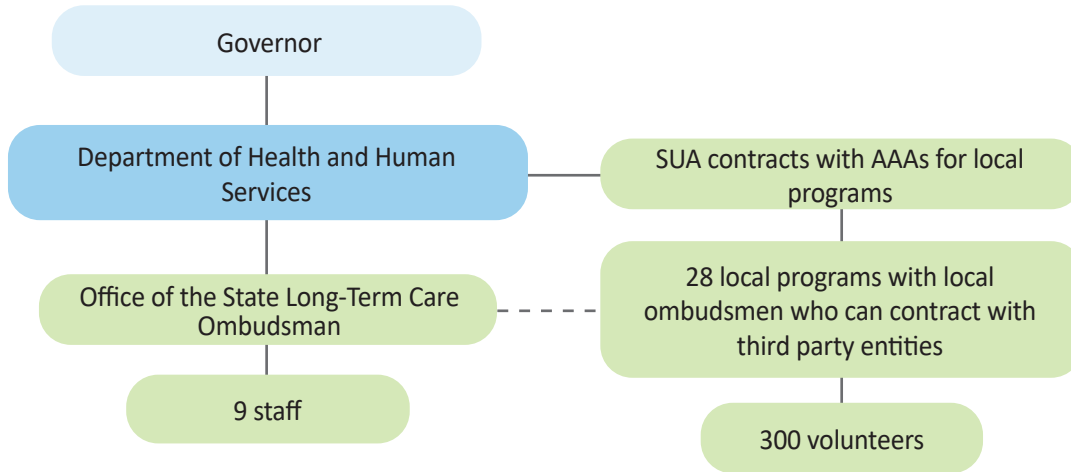 Governor
Department of Health and Human
Services
SUA contracts with AAAs for local
programs
Office of the State Long-Term Care
Ombudsman
28 local programs with local
ombudsmen who can contract with
third party entities
9 staff
300 volunteers